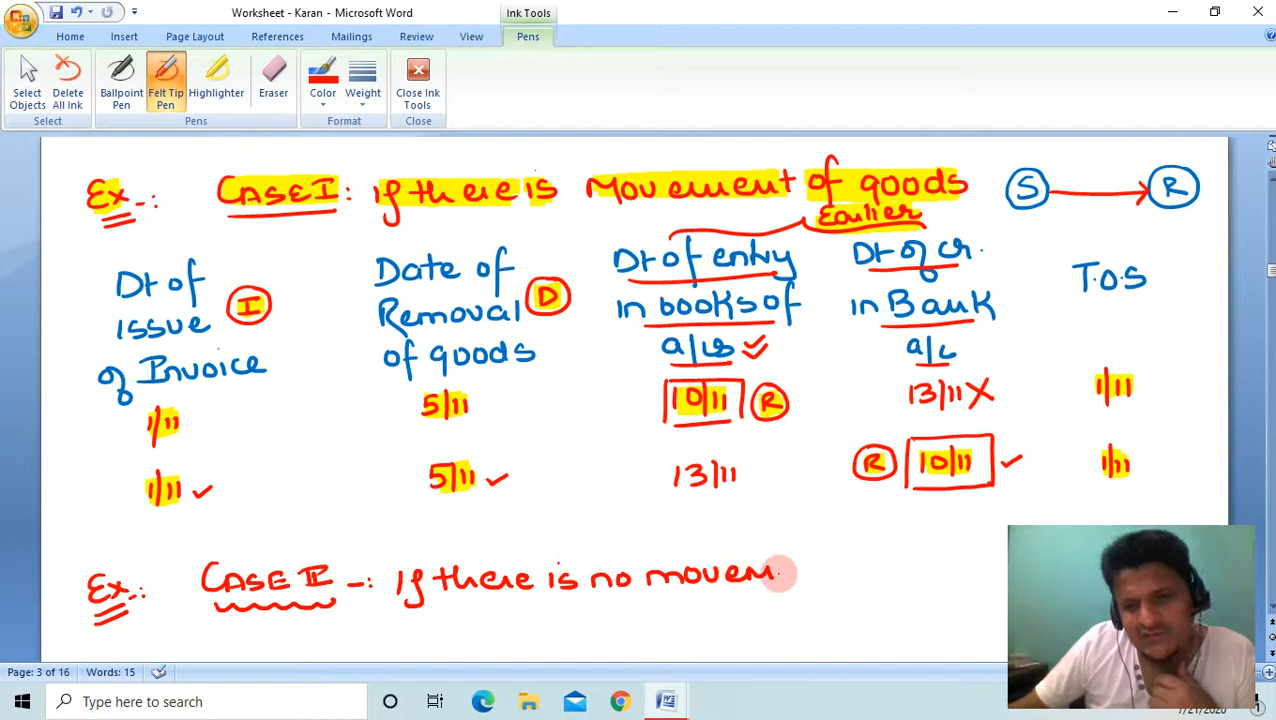 Worksheet - Karan - Microsoft Word
Ink Tools
Home Insert Page Layout References Mailings Review View Pens
Select Objects Delete All Ink Ballpoint Pen Felt Tip Pen Highlighter Eraser Color Weight Close Ink Tools
Select Pens Format Close
Ex-: CASE I: if there is Movement of goods S R
Earlier
Dt of issue of Invoice I
Date of Removal of goods D
Dt of entry in books of a/cs
Dt of cr. in Bank a/c
T.O.S
1/11 5/11 10/11 R 13/11 X 1/11
1/11 5/11 13/11 R 10/11 1/11
Ex-: CASE II -: If there is no movem
Page: 3 of 16 Words: 15
Type here to search
7/21/2020